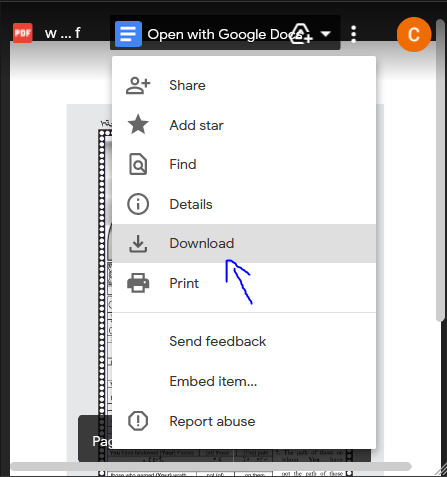 PDF w ... f Open with Google Docs C
Share
Add star
Find
Details
Download
Print
Send feedback
Embed item...
Report abuse
Pag